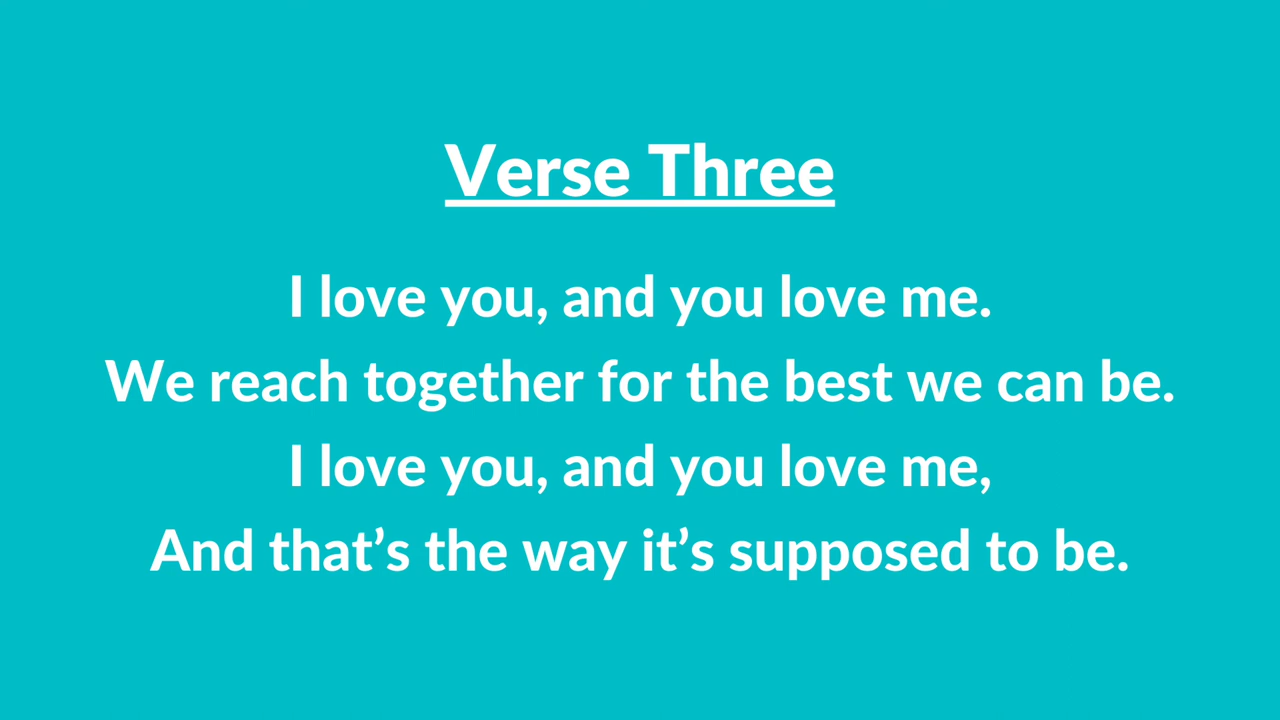 Verse Three
I love you, and you love me.
We reach together for the best we can be.
I love you, and you love me,
And that’s the way it’s supposed to be.